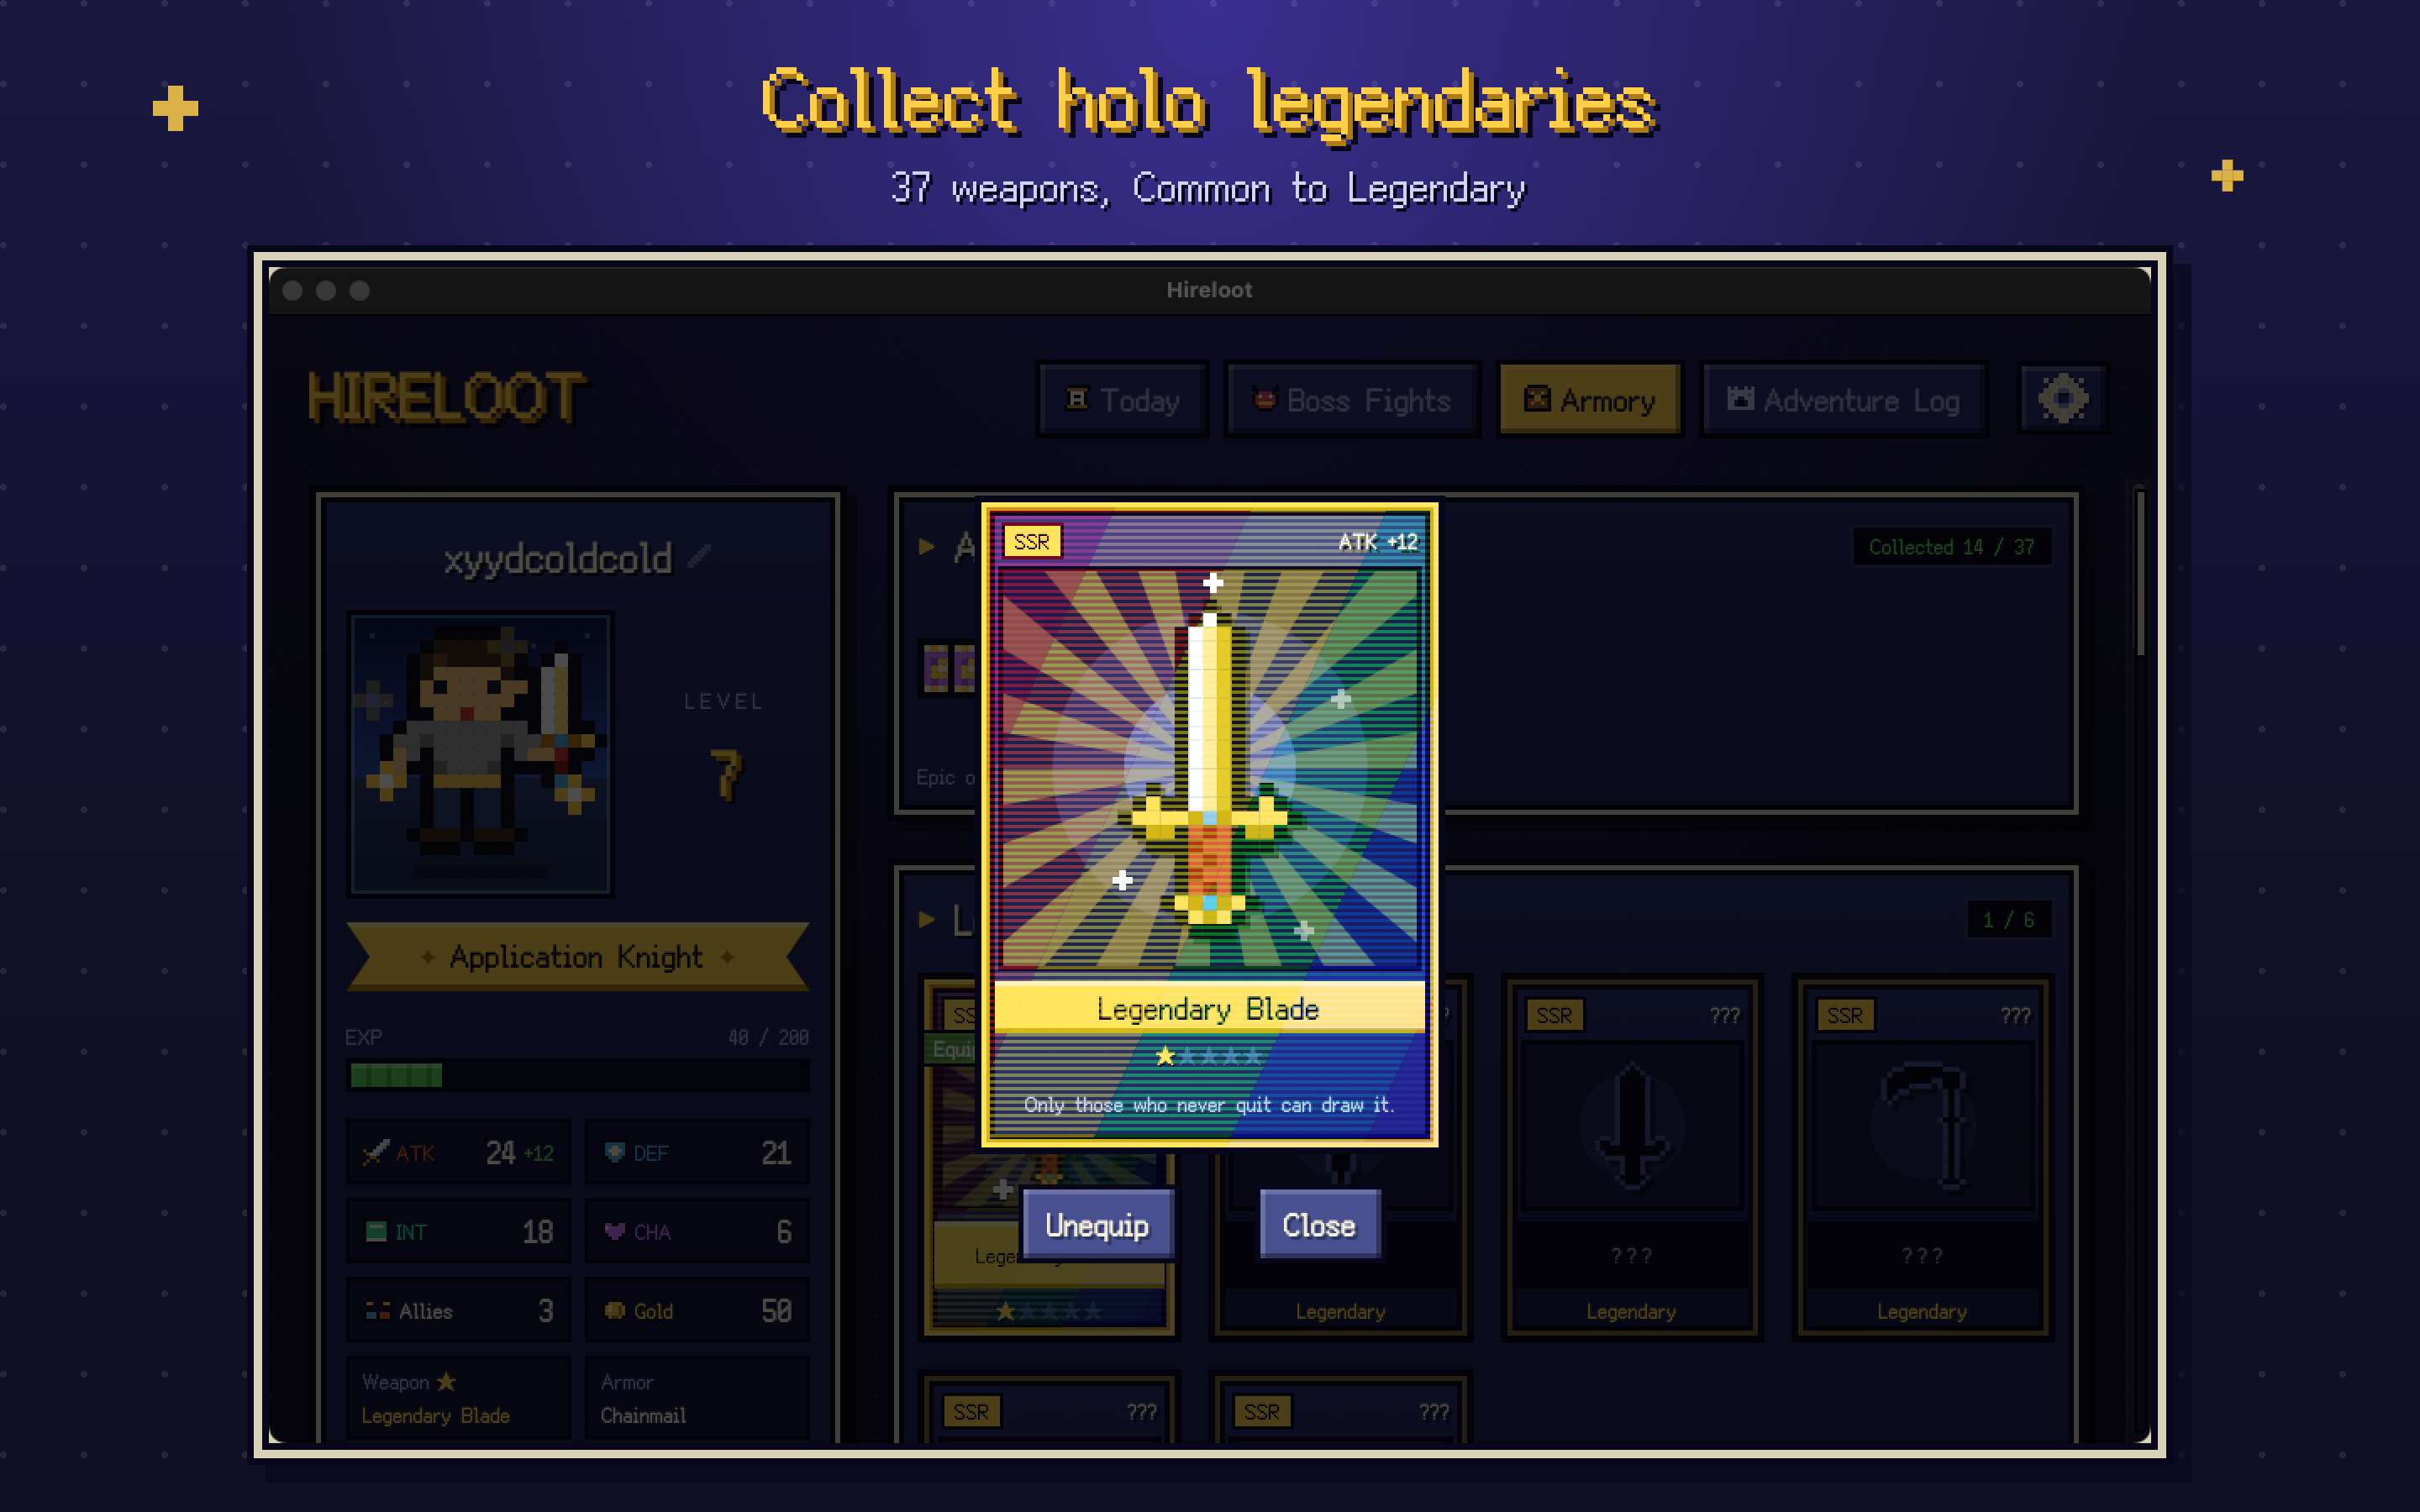 Collect holo legendaries
37 weapons, Common to Legendary
Hireloot
HIRELOOT
Today
Boss Fights
Armory
Adventure Log
xyydcoldcold
LEVEL
7
Application Knight
EXP
40 / 200
ATK
24 +12
DEF
21
INT
18
CHA
6
Allies
3
Gold
50
Weapon
Legendary Blade
Armor
Chainmail
Collected 14 / 37
Epic
1 / 6
SSR
ATK +12
Legendary Blade
Only those who never quit can draw it.
Unequip
Close
Legendary
SSR
???
???
Legendary
SSR
???
???
Legendary
SSR
???
SSR
???